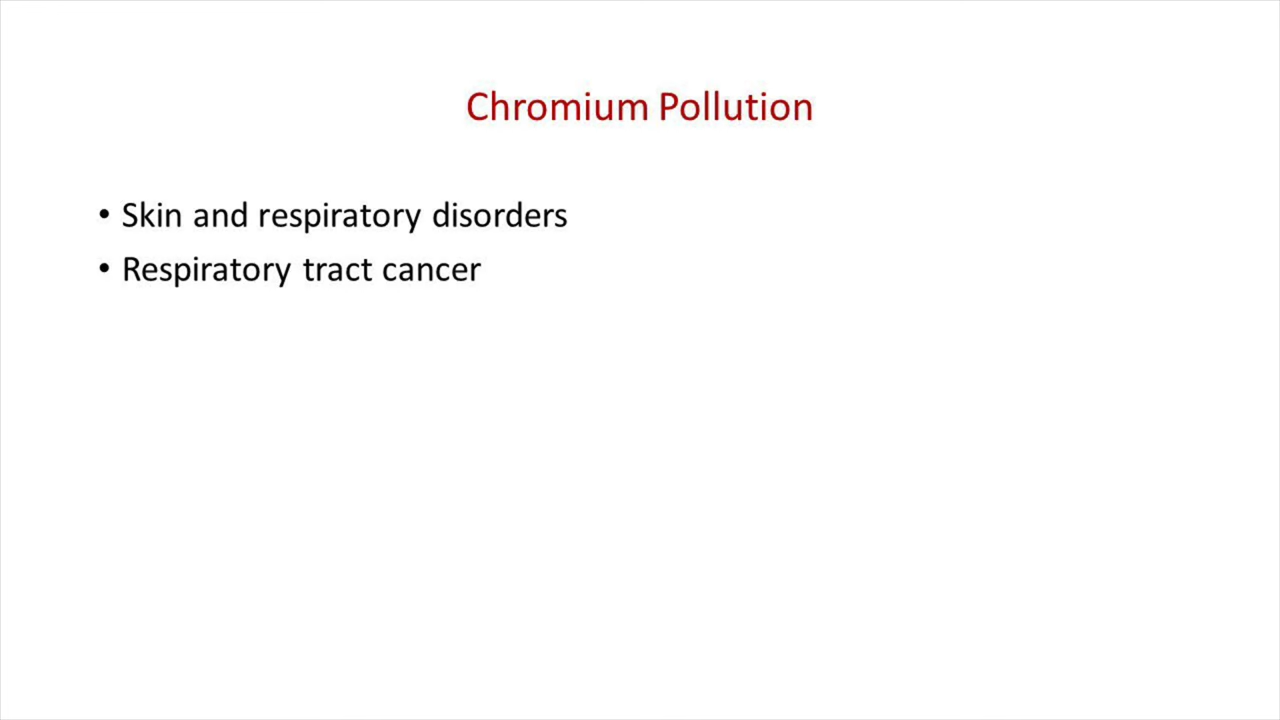 Chromium Pollution
• Skin and respiratory disorders
• Respiratory tract cancer